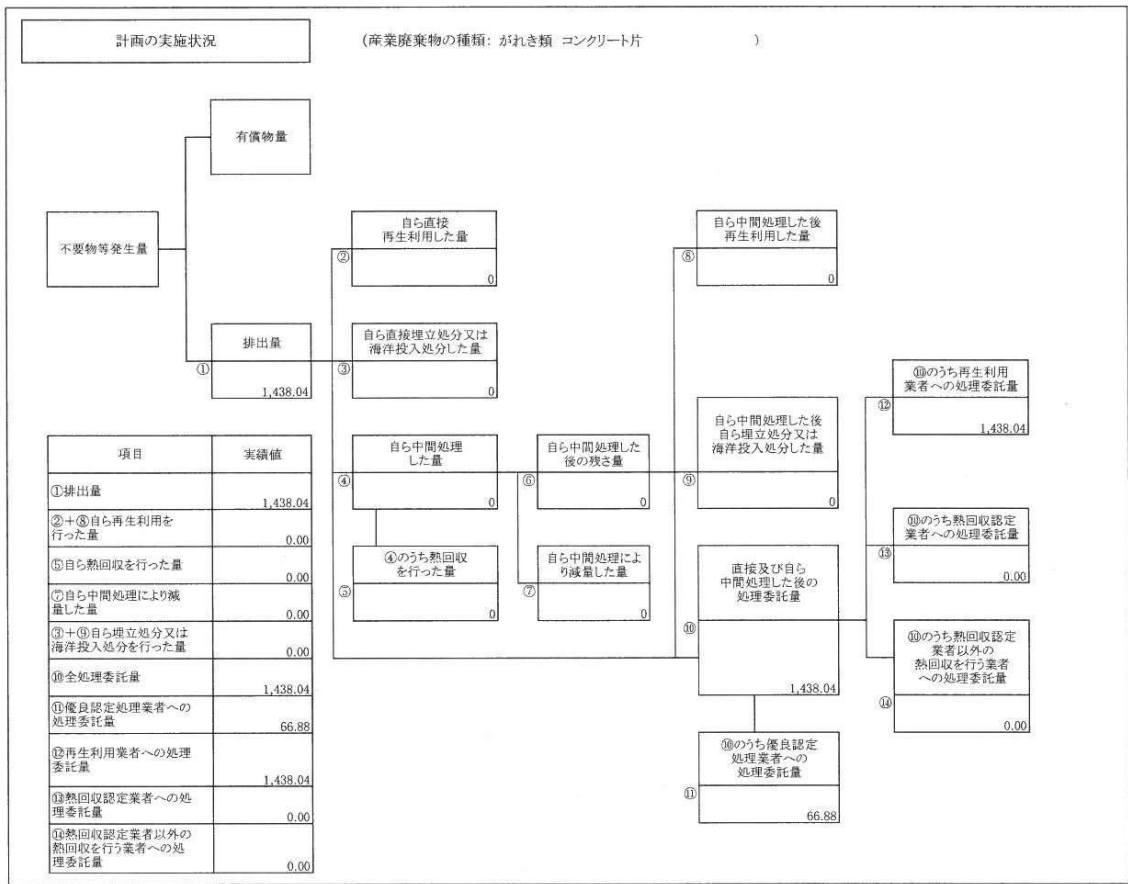 計画の実施状況
(産業廃棄物の種類: がれき類 コンクリート片 )
有償物量
不要物等発生量
排出量
①
1,438.04
自ら直接
再生利用した量
②
0
自ら直接埋立処分又は
海洋投入処分した量
③
0
自ら中間処理
した量
④
0
④のうち熱回収
を行った量
⑤
0
自ら中間処理した
後の残さ量
⑥
0
自ら中間処理によ
り減量した量
⑦
0
自ら中間処理した後
再生利用した量
⑧
0
自ら中間処理した後
自ら埋立処分又は
海洋投入処分した量
⑨
0
直接及び自ら
中間処理した後の
処理委託量
⑩
1,438.04
⑩のうち優良認定
処理業者への
処理委託量
⑪
66.88
⑩のうち再生利用
業者への処理委託量
⑫
1,438.04
⑩のうち熱回収認定
業者への処理委託量
⑬
0.00
⑩のうち熱回収認定
業者以外の
熱回収を行う業者
への処理委託量
⑭
0.00
項目 実績値
①排出量
1,438.04
②+⑧自ら再生利用を
行った量
0.00
⑤自ら熱回収を行った量
0.00
⑦自ら中間処理により減
量した量
0.00
③+⑨自ら埋立処分又は
海洋投入処分を行った量
0.00
⑩全処理委託量
1,438.04
⑪優良認定処理業者への
処理委託量
66.88
⑫再生利用業者への処理
委託量
1,438.04
⑬熱回収認定業者への処
理委託量
0.00
⑭熱回収認定業者以外の
熱回収を行う業者への処
理委託量
0.00